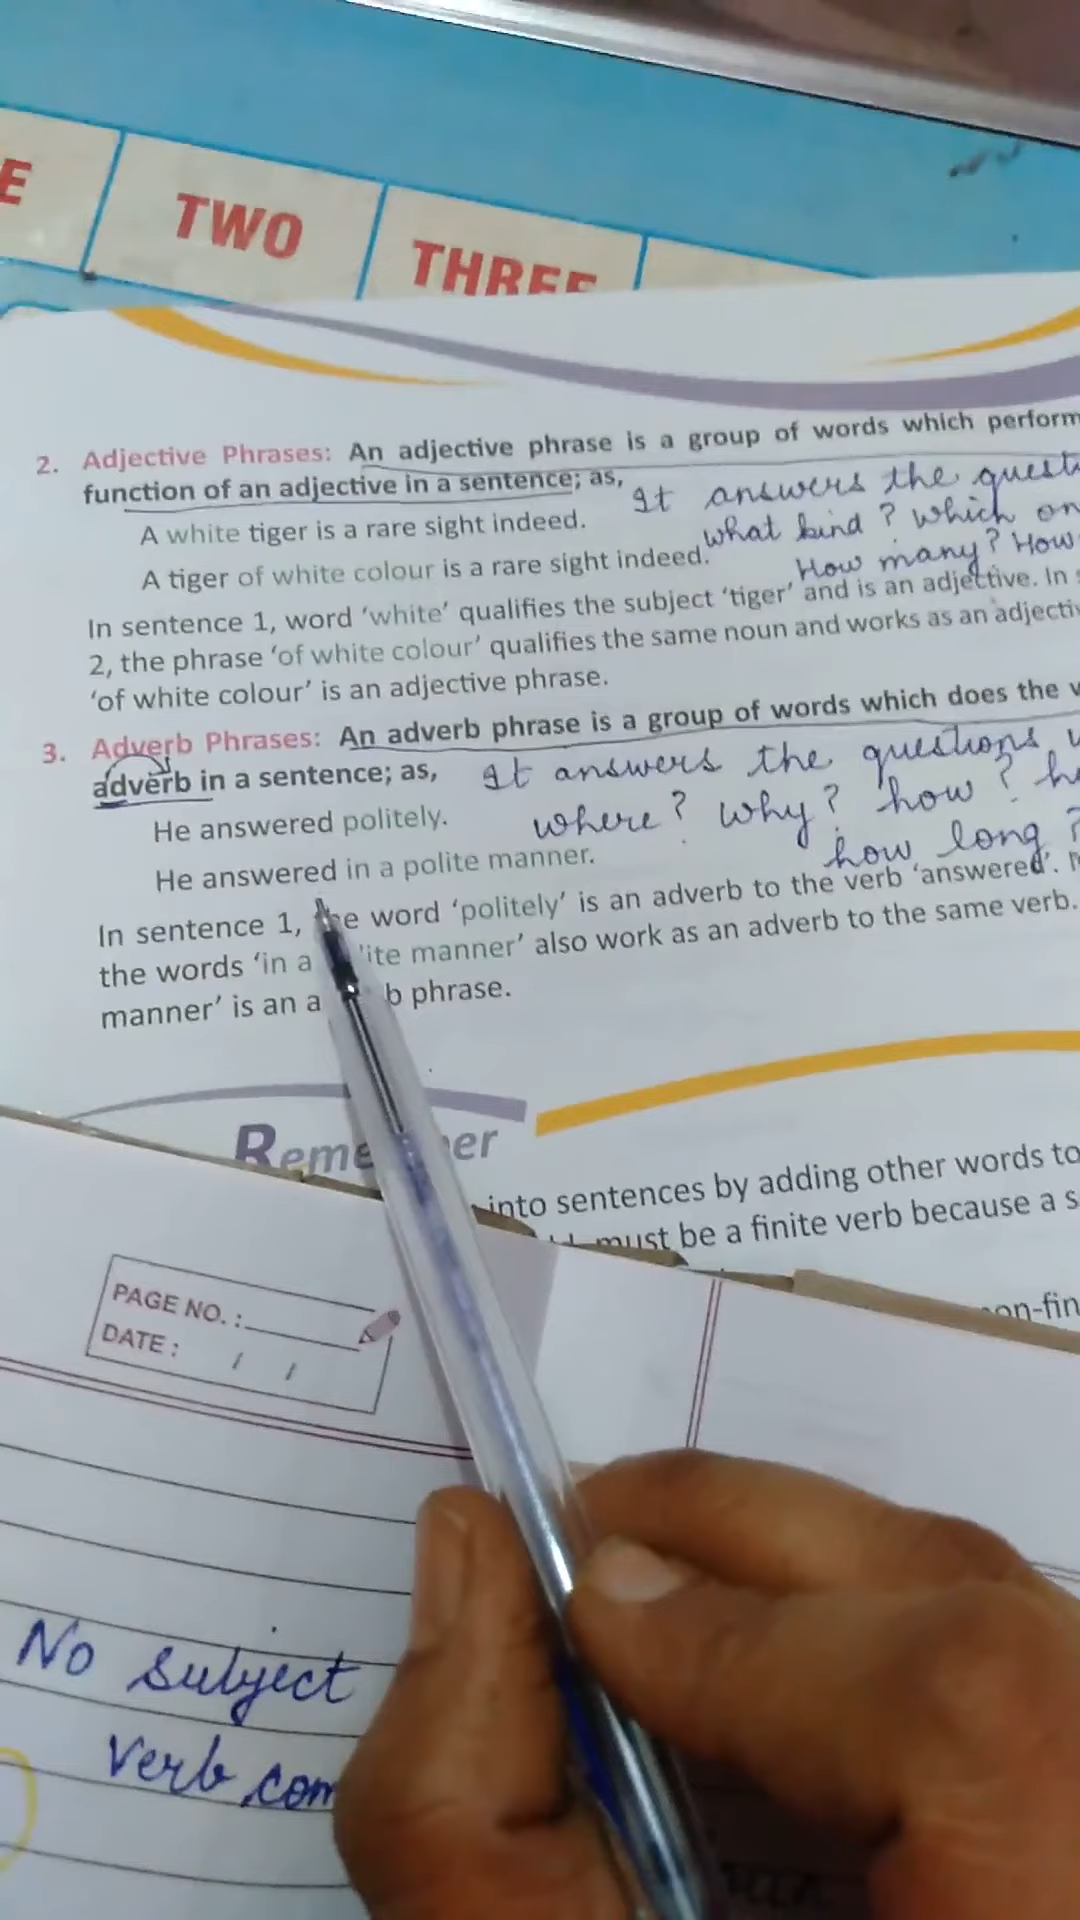 TWO
THREE
2. Adjective Phrases: An adjective phrase is a group of words which perform
function of an adjective in a sentence; as,
It answers the
A white tiger is a rare sight indeed.
what kind? Which
A tiger of white colour is a rare sight indeed.
How many? How
In sentence 1, word ‘white’ qualifies the subject ‘tiger’ and is an adjective. In
2, the phrase ‘of white colour’ qualifies the same noun and works as an
‘of white colour’ is an adjective phrase.
3. Adverb Phrases: An adverb phrase is a group of words which does the
adverb in a sentence; as,
It answers the questions
He answered politely.
where? why? how?
He answered in a polite manner.
how long?
In sentence 1, the word ‘politely’ is an adverb to the verb ‘answered’.
the words ‘in a lite manner’ also work as an adverb to the same verb.
manner’ is an a b phrase.
Remember
into sentences by adding other words to
must be a finite verb because a
PAGE NO. :
DATE : / /
No subject
Verb com